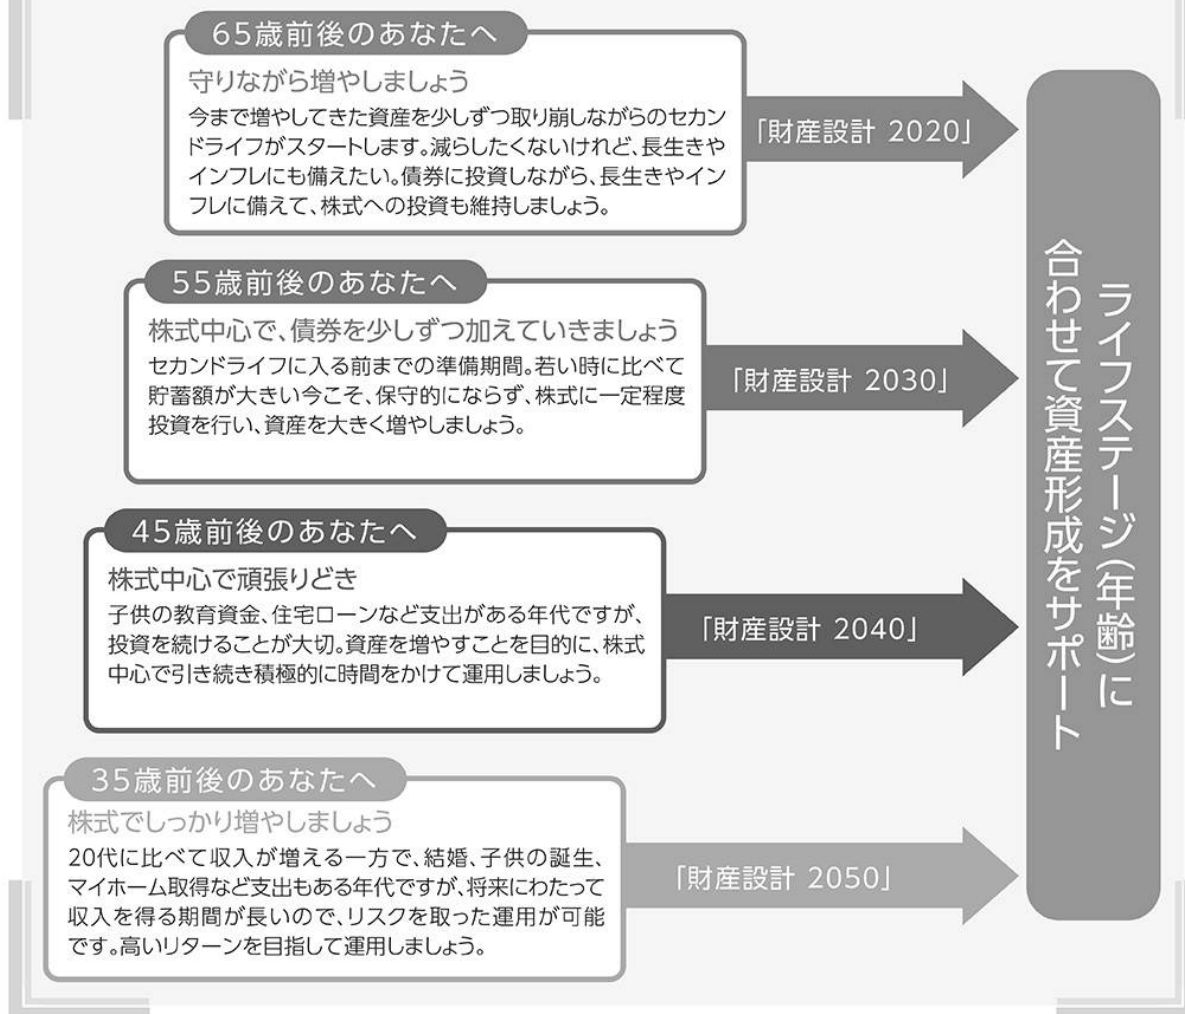 65歳前後のあなたへ
守りながら増やしましょう
今まで増やしてきた資産を少しずつ取り崩しながらのセカン
ドライフがスタートします。減らしたくないけれど、長生きや
インフレにも備えたい。債券に投資しながら、長生きやイン
フレに備えて、株式への投資も維持しましょう。
「財産設計 2020」
55歳前後のあなたへ
株式中心で、債券を少しずつ加えていきましょう
セカンドライフに入る前までの準備期間。若い時に比べて
貯蓄額が大きい今こそ、保守的にならず、株式に一定程度
投資を行い、資産を大きく増やしましょう。
「財産設計 2030」
45歳前後のあなたへ
株式中心で頑張りどき
子供の教育資金、住宅ローンなど支出がある年代ですが、
投資を続けることが大切。資産を増やすことを目的に、株式
中心で引き続き積極的に時間をかけて運用しましょう。
「財産設計 2040」
35歳前後のあなたへ
株式でしっかり増やしましょう
20代に比べて収入が増える一方で、結婚、子供の誕生、
マイホーム取得など支出もある年代ですが、将来にわたって
収入を得る期間が長いので、リスクを取った運用が可能
です。高いリターンを目指して運用しましょう。
「財産設計 2050」
ライフステージ(年齢)に
合わせて資産形成をサポート